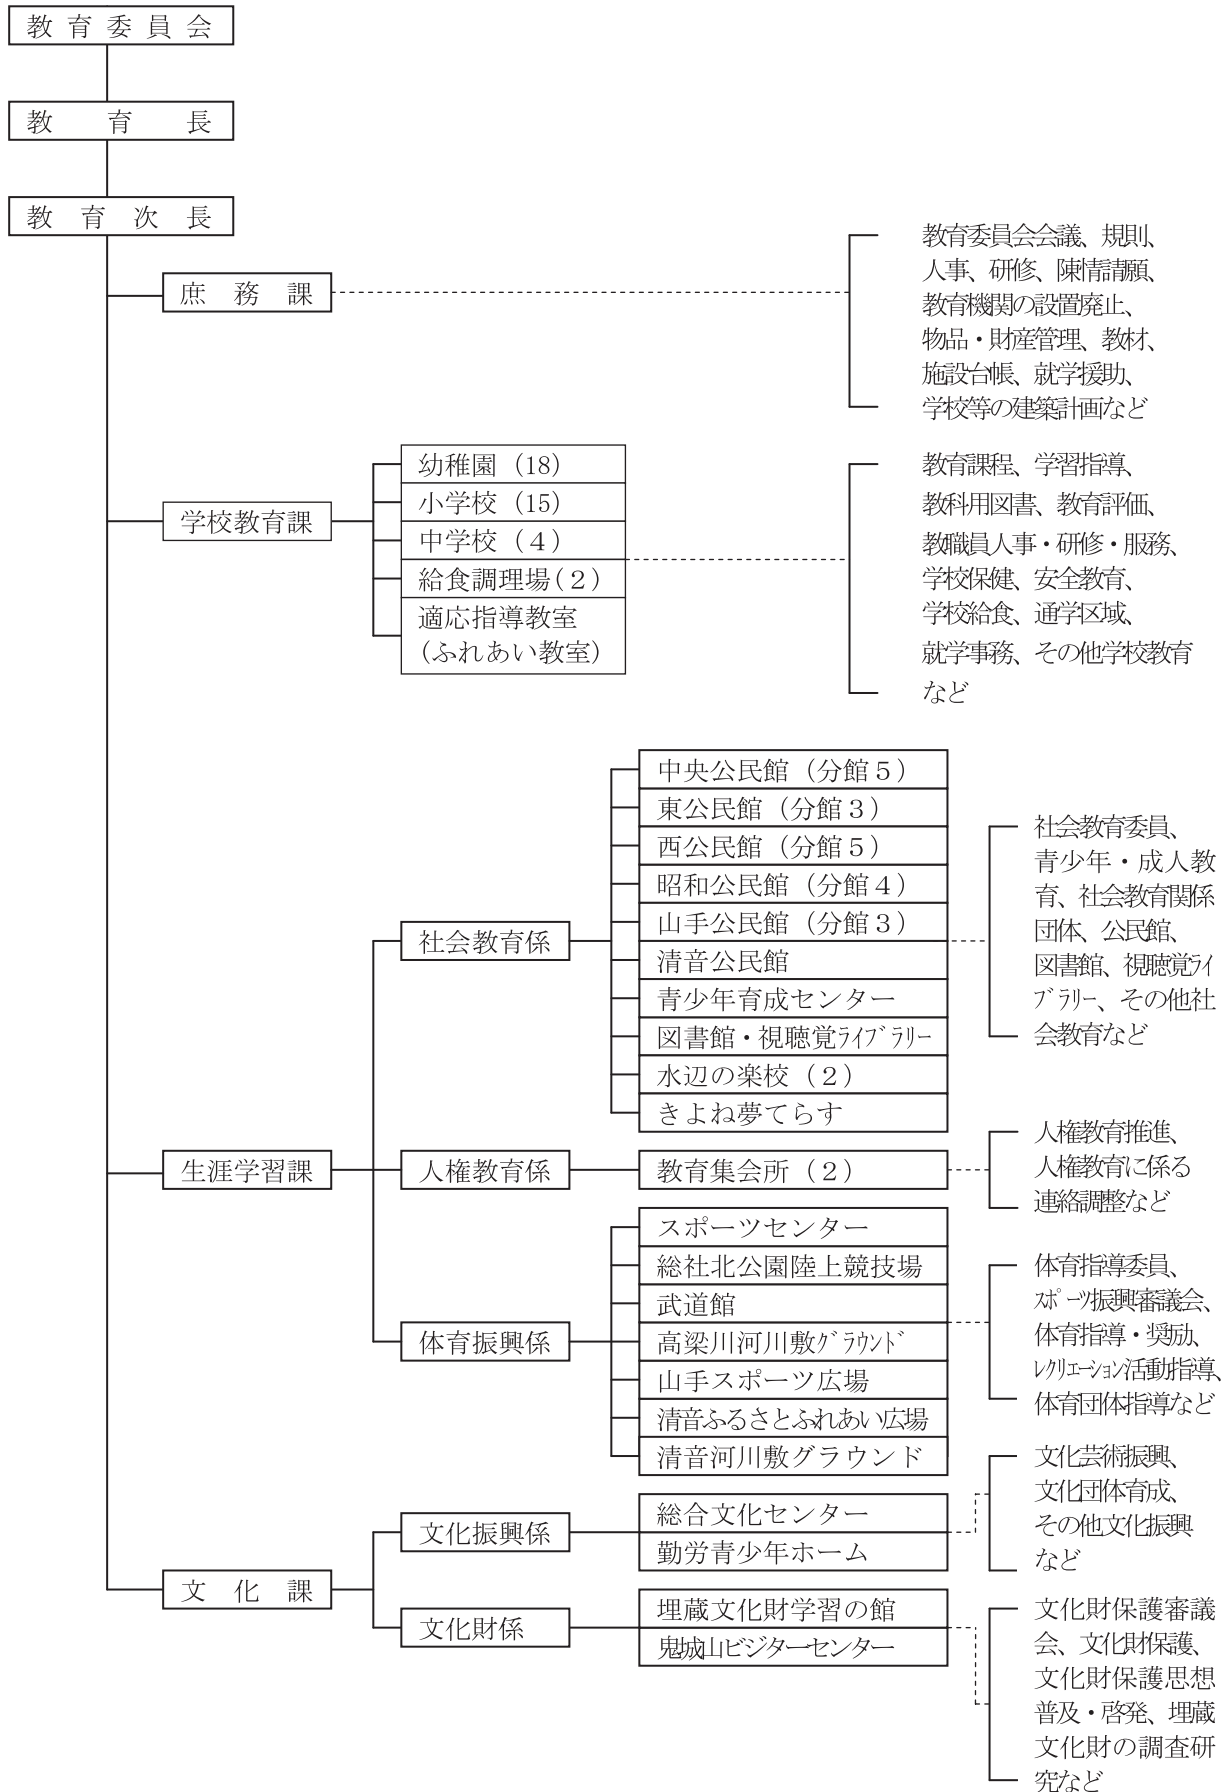 教育委員会
教育長
教育次長
庶務課
教育委員会会議、規則、
人事、研修、陳情請願、
教育機関の設置廃止、
物品・財産管理、教材、
施設台帳、就学援助、
学校等の建築計画など
学校教育課
幼稚園（18）
小学校（15）
中学校（４）
給食調理場(２)
適応指導教室
(ふれあい教室)
教育課程、学習指導、
教科用図書、教育評価、
教職員人事・研修・服務、
学校保健、安全教育、
学校給食、通学区域、
就学事務、その他学校教育
など
生涯学習課
社会教育係
中央公民館（分館５）
東公民館（分館３）
西公民館（分館５）
昭和公民館（分館４）
山手公民館（分館３）
清音公民館
青少年育成センター
図書館・視聴覚ﾗｲﾌﾞﾗﾘｰ
水辺の楽校（２）
きよね夢てらす
社会教育委員、
青少年・成人教
育、社会教育関係
団体、公民館、
図書館、視聴覚ﾗｲ
ﾌﾞﾗﾘｰ、その他社
会教育など
人権教育係
教育集会所（２）
人権教育推進、
人権教育に係る
連絡調整など
体育振興係
スポーツセンター
総社北公園陸上競技場
武道館
高梁川河川敷ｸﾞﾗｳﾝﾄﾞ
山手スポーツ広場
清音ふるさとふれあい広場
清音河川敷グラウンド
体育指導委員、
ｽﾎﾟｰﾂ振興審議会、
体育指導・奨励、
ﾚｸﾘｴｰｼｮﾝ活動指導、
体育団体指導など
文化課
文化振興係
総合文化センター
勤労青少年ホーム
文化芸術振興、
文化団体育成、
その他文化振興
など
文化財係
埋蔵文化財学習の館
鬼城山ビジターセンター
文化財保護審議
会、文化財保護、
文化財保護思想
普及・啓発、埋蔵
文化財の調査研
究など